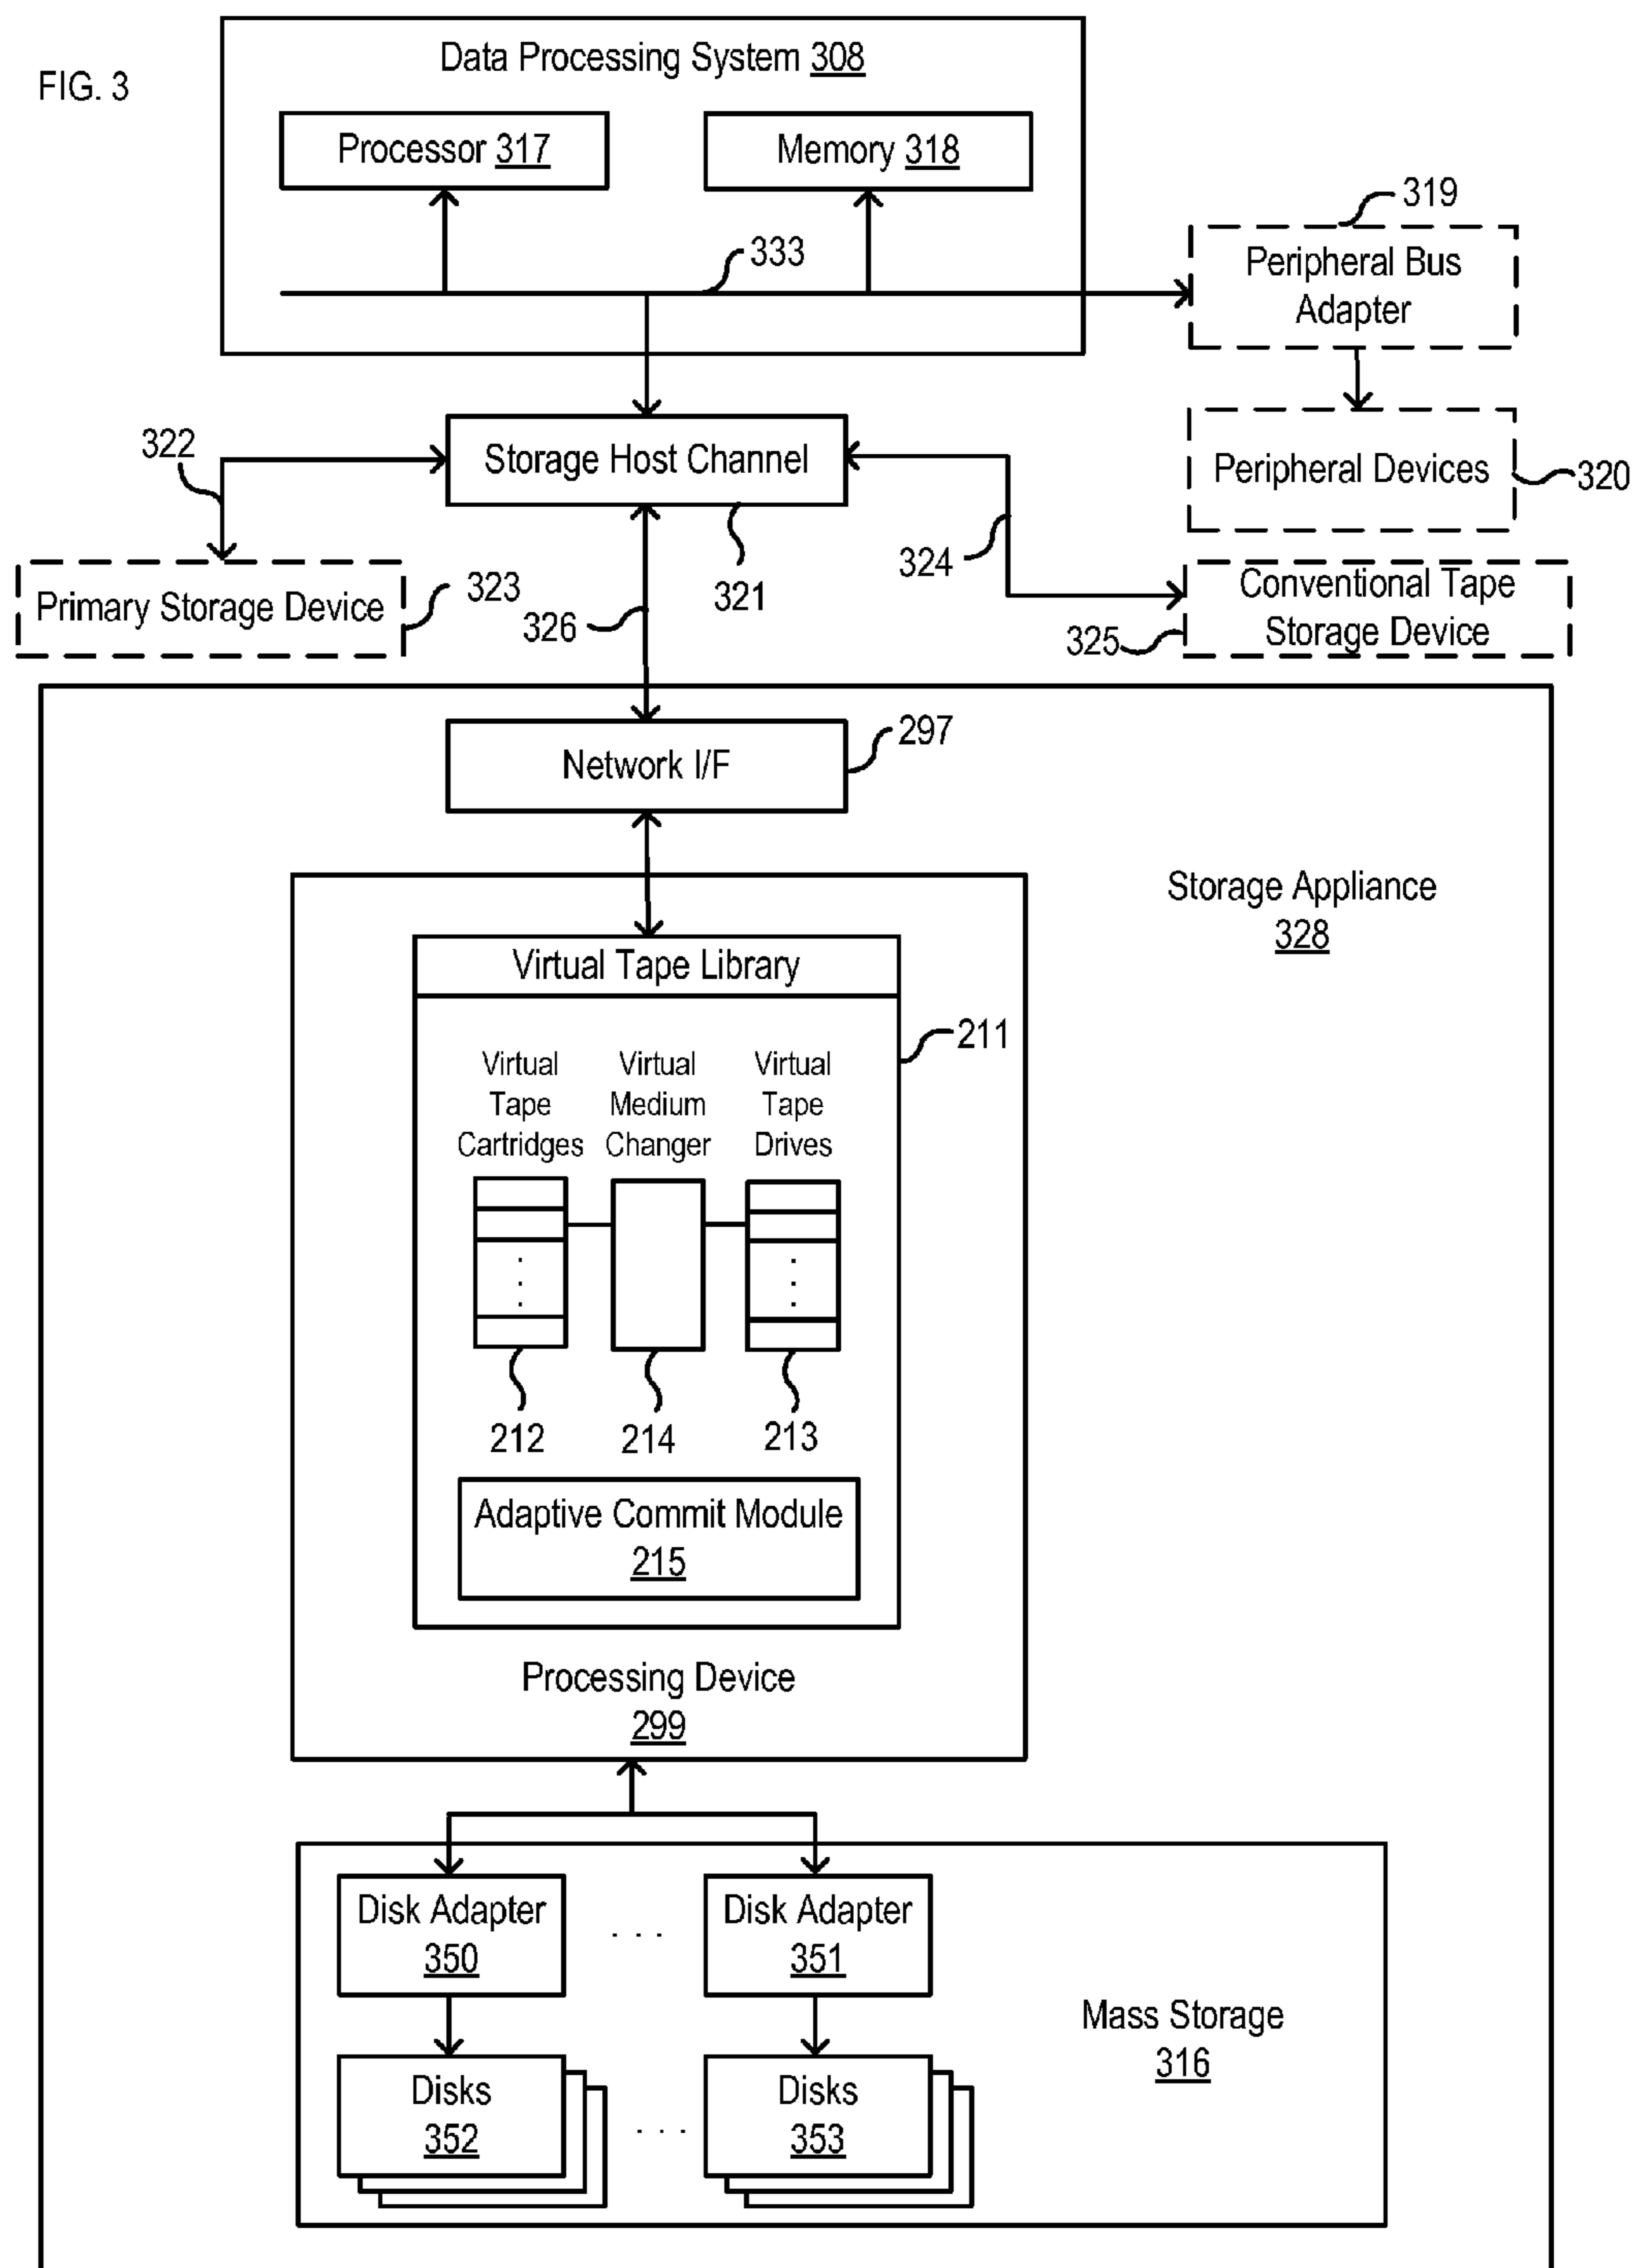 FIG. 3
Data Processing System 308
Processor 317
Memory 318
333
319
Peripheral Bus
Adapter
322
Storage Host Channel
321
Peripheral Devices
320
324
Primary Storage Device
323
326
Conventional Tape
Storage Device
325
Network I/F
297
Storage Appliance
328
Virtual Tape Library
211
Virtual
Tape
Cartridges
Virtual
Medium
Changer
Virtual
Tape
Drives
212
214
213
Adaptive Commit Module
215
Processing Device
299
Disk Adapter
350
. . .
Disk Adapter
351
Mass Storage
316
Disks
352
. . .
Disks
353